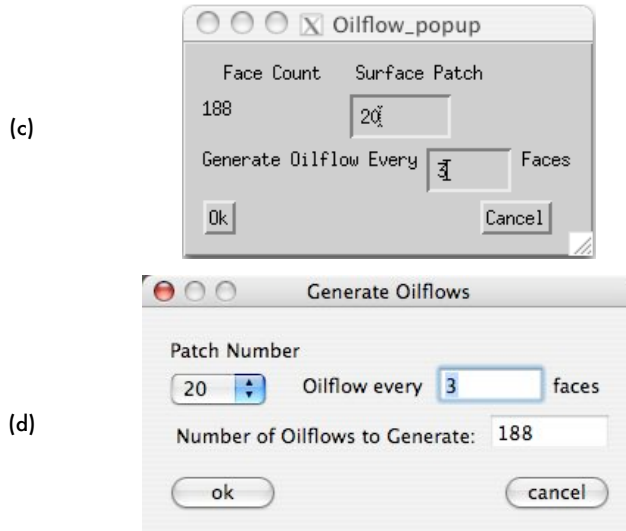 Oilflow_popup
Face Count Surface Patch
188 20
(c)
Generate Oilflow Every 3 Faces
Ok Cancel
Generate Oilflows
Patch Number
20 Oilflow every 3 faces
(d)
Number of Oilflows to Generate: 188
ok cancel